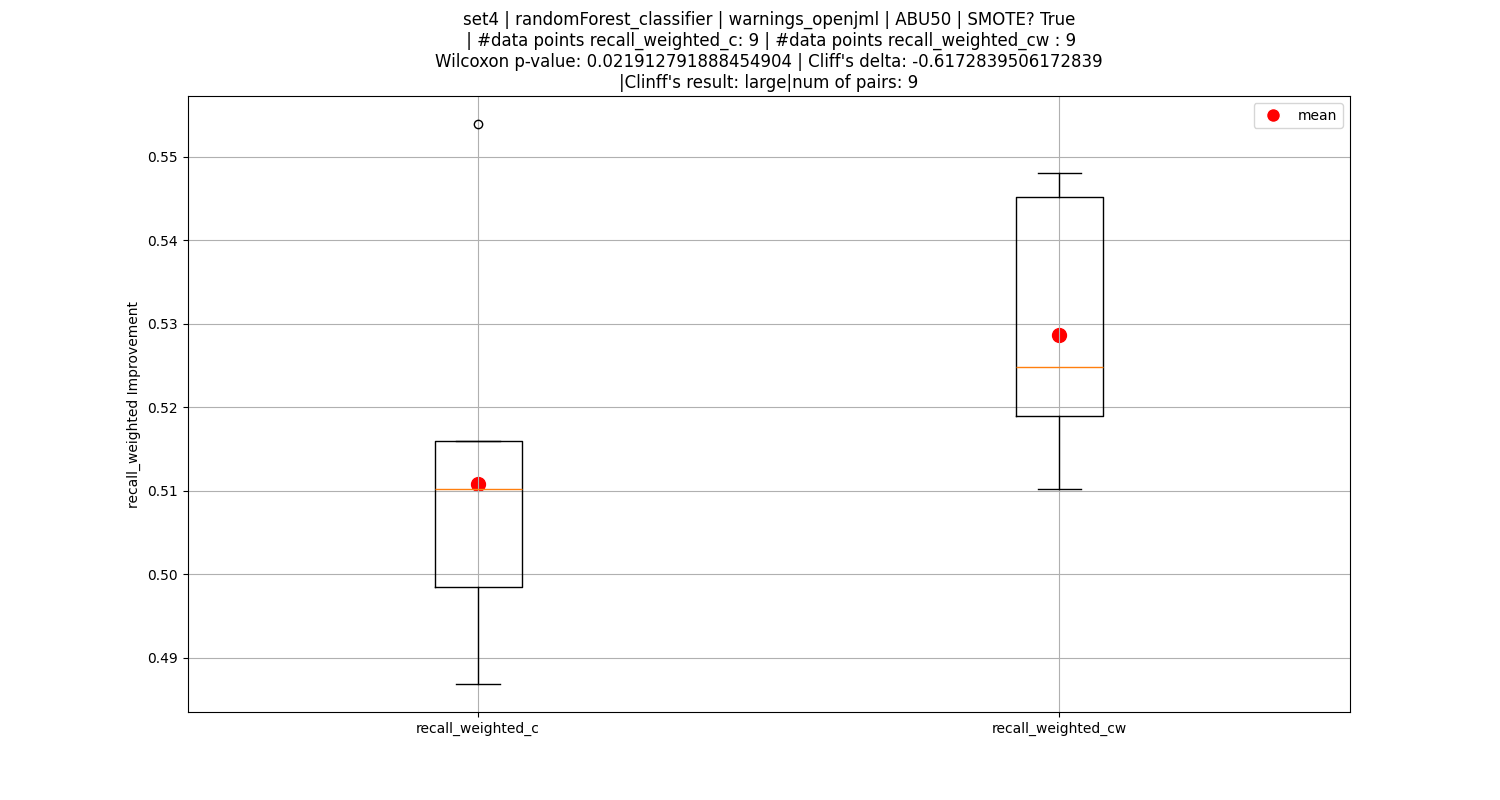 set4 | randomForest_classifier | warnings_openjml | ABU50 | SMOTE? True
| #data points recall_weighted_c: 9 | #data points recall_weighted_cw : 9
Wilcoxon p-value: 0.021912791888454904 | Cliff's delta: -0.6172839506172839
|Clinff's result: large|num of pairs: 9
mean
0.55
0.54
0.53
0.52
0.51
0.50
0.49
recall_weighted Improvement
recall_weighted_c
recall_weighted_cw